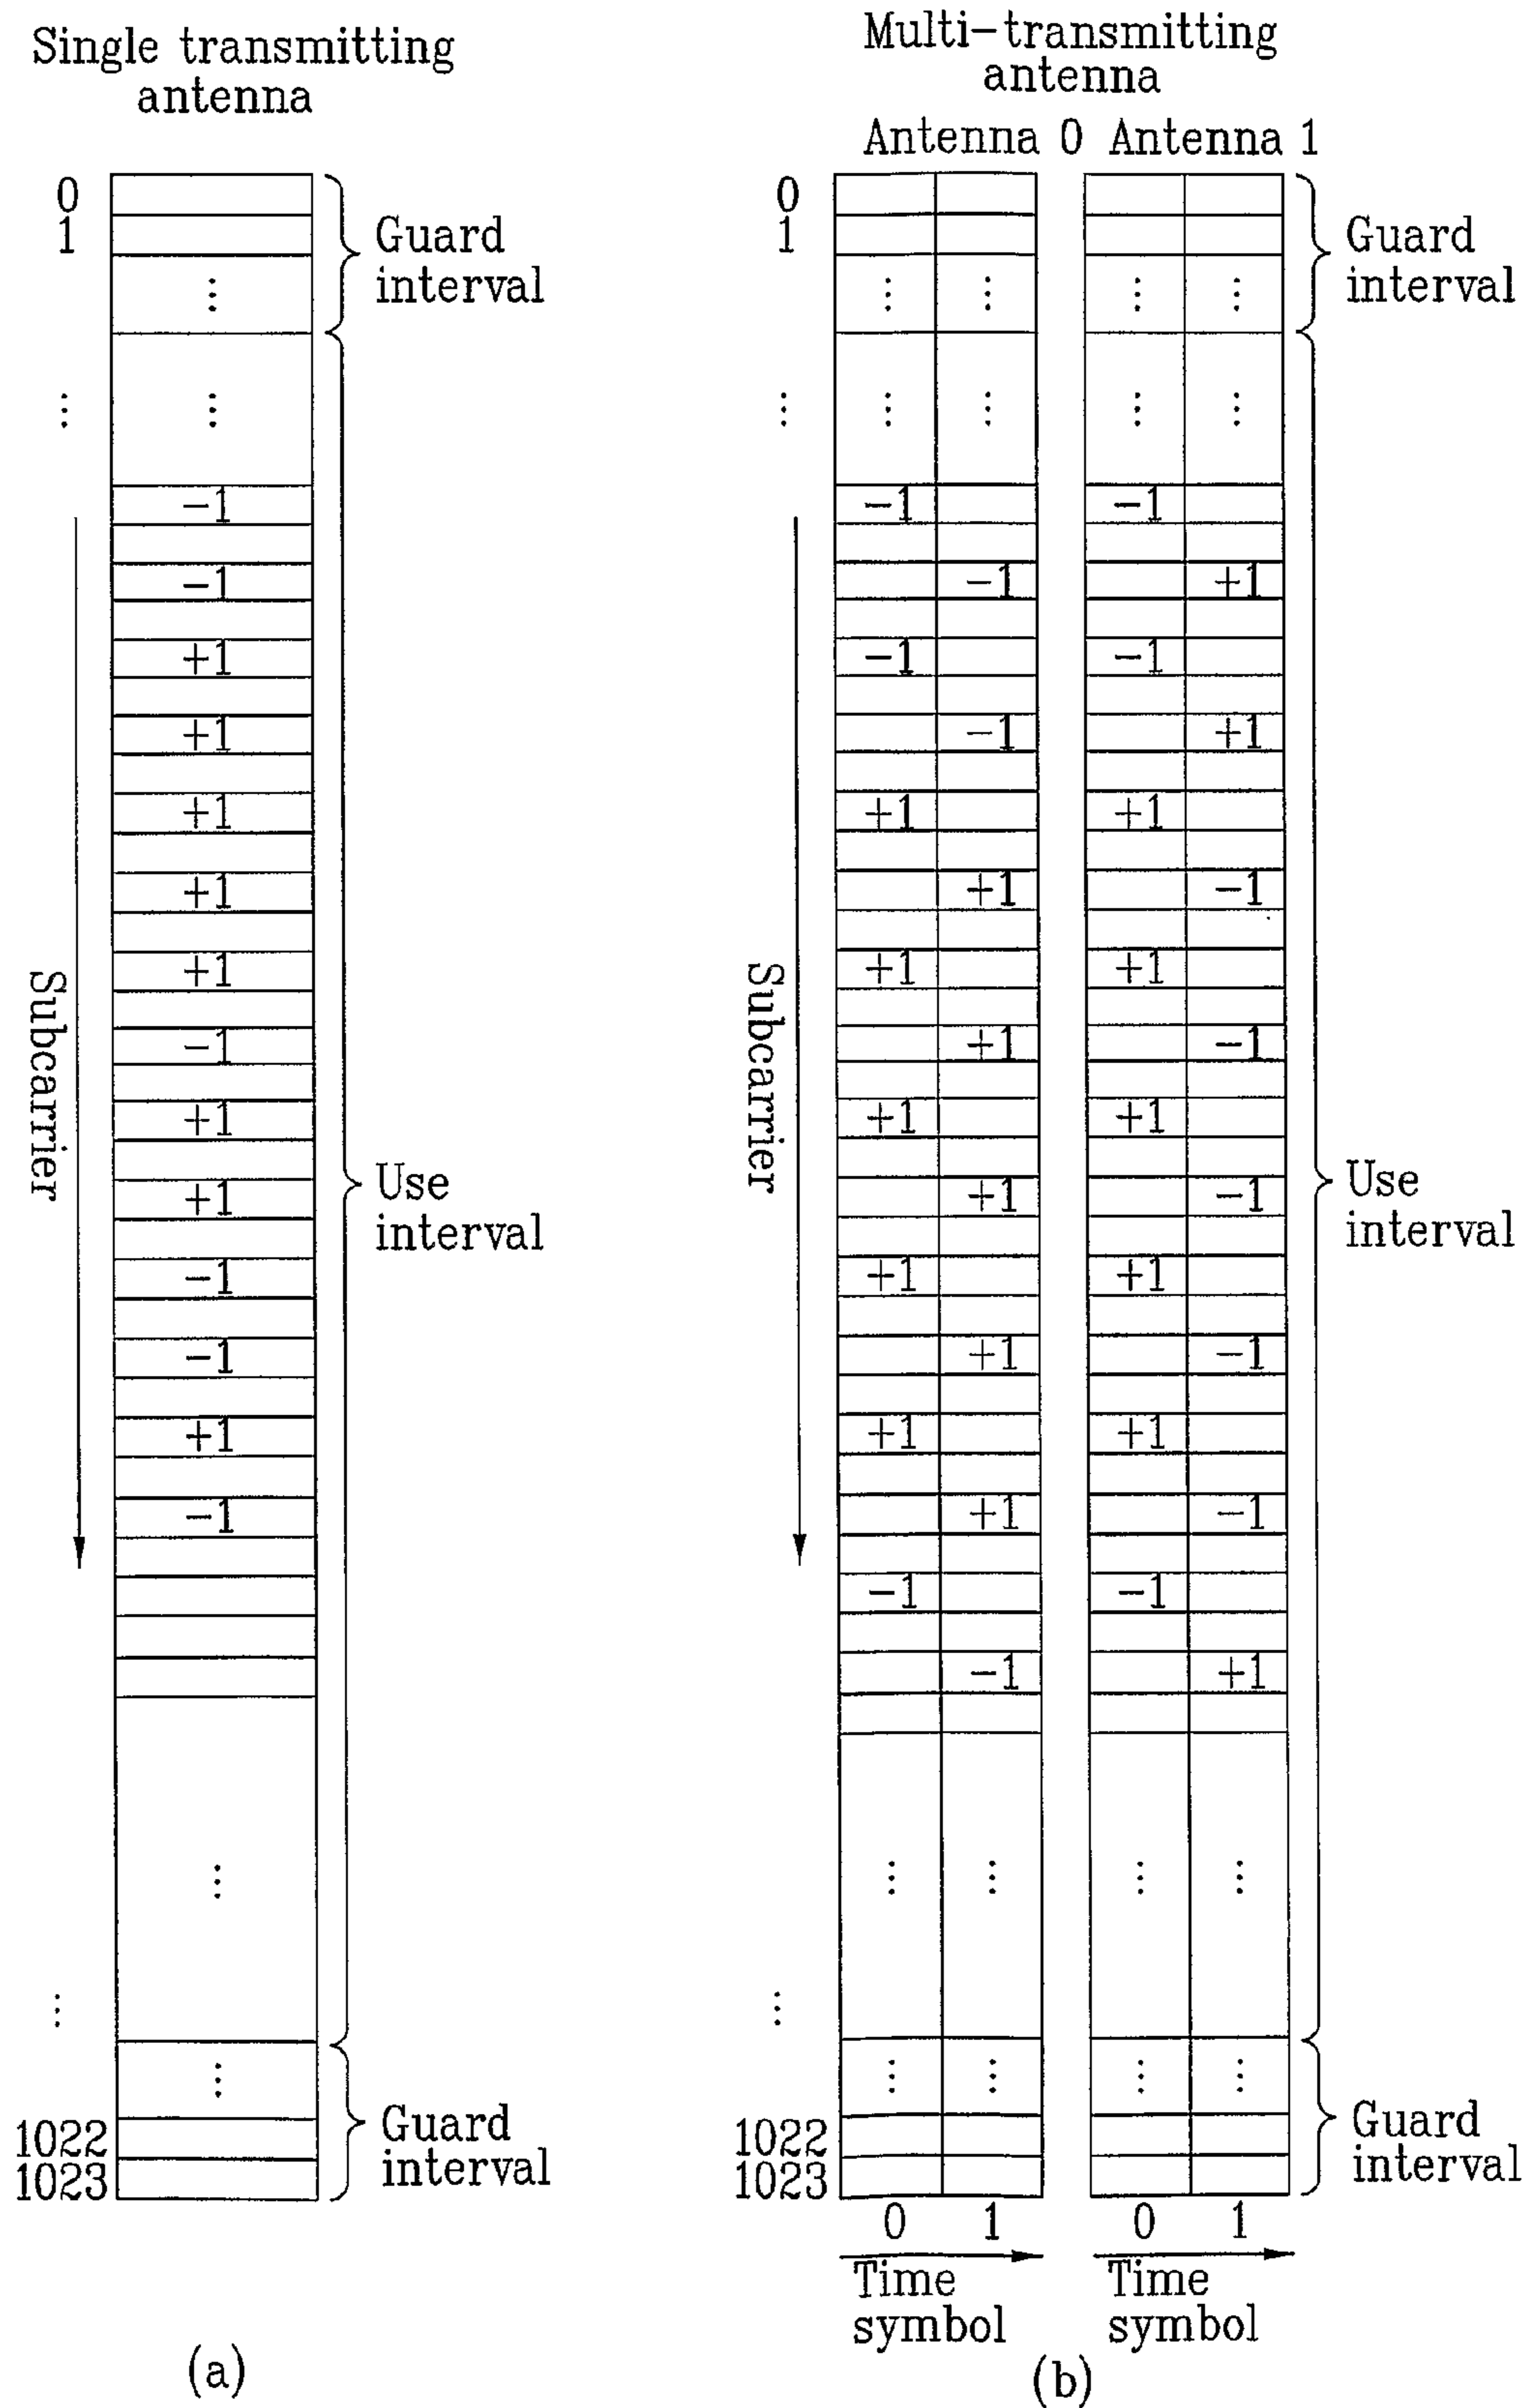 Single transmitting
antenna
0
1
⋮
Subcarrier
⋮
1022
1023
⋮
⋮
-1
-1
+1
+1
+1
+1
+1
-1
+1
+1
-1
-1
+1
-1
⋮
⋮
Guard
interval
Use
interval
Guard
interval
(a)
Multi-transmitting
antenna
Antenna 0 Antenna 1
0
1
⋮
Subcarrier
⋮
1022
1023
⋮ ⋮ ⋮ ⋮
⋮ ⋮ ⋮ ⋮
-1 -1
-1 +1
-1 -1
-1 +1
+1 +1
+1 -1
+1 +1
+1 -1
+1 +1
+1 -1
+1 +1
+1 -1
+1 +1
+1 -1
-1 -1
-1 +1
⋮ ⋮ ⋮ ⋮
⋮ ⋮ ⋮ ⋮
Guard
interval
Use
interval
Guard
interval
0 1 0 1
Time
symbol
Time
symbol
(b)